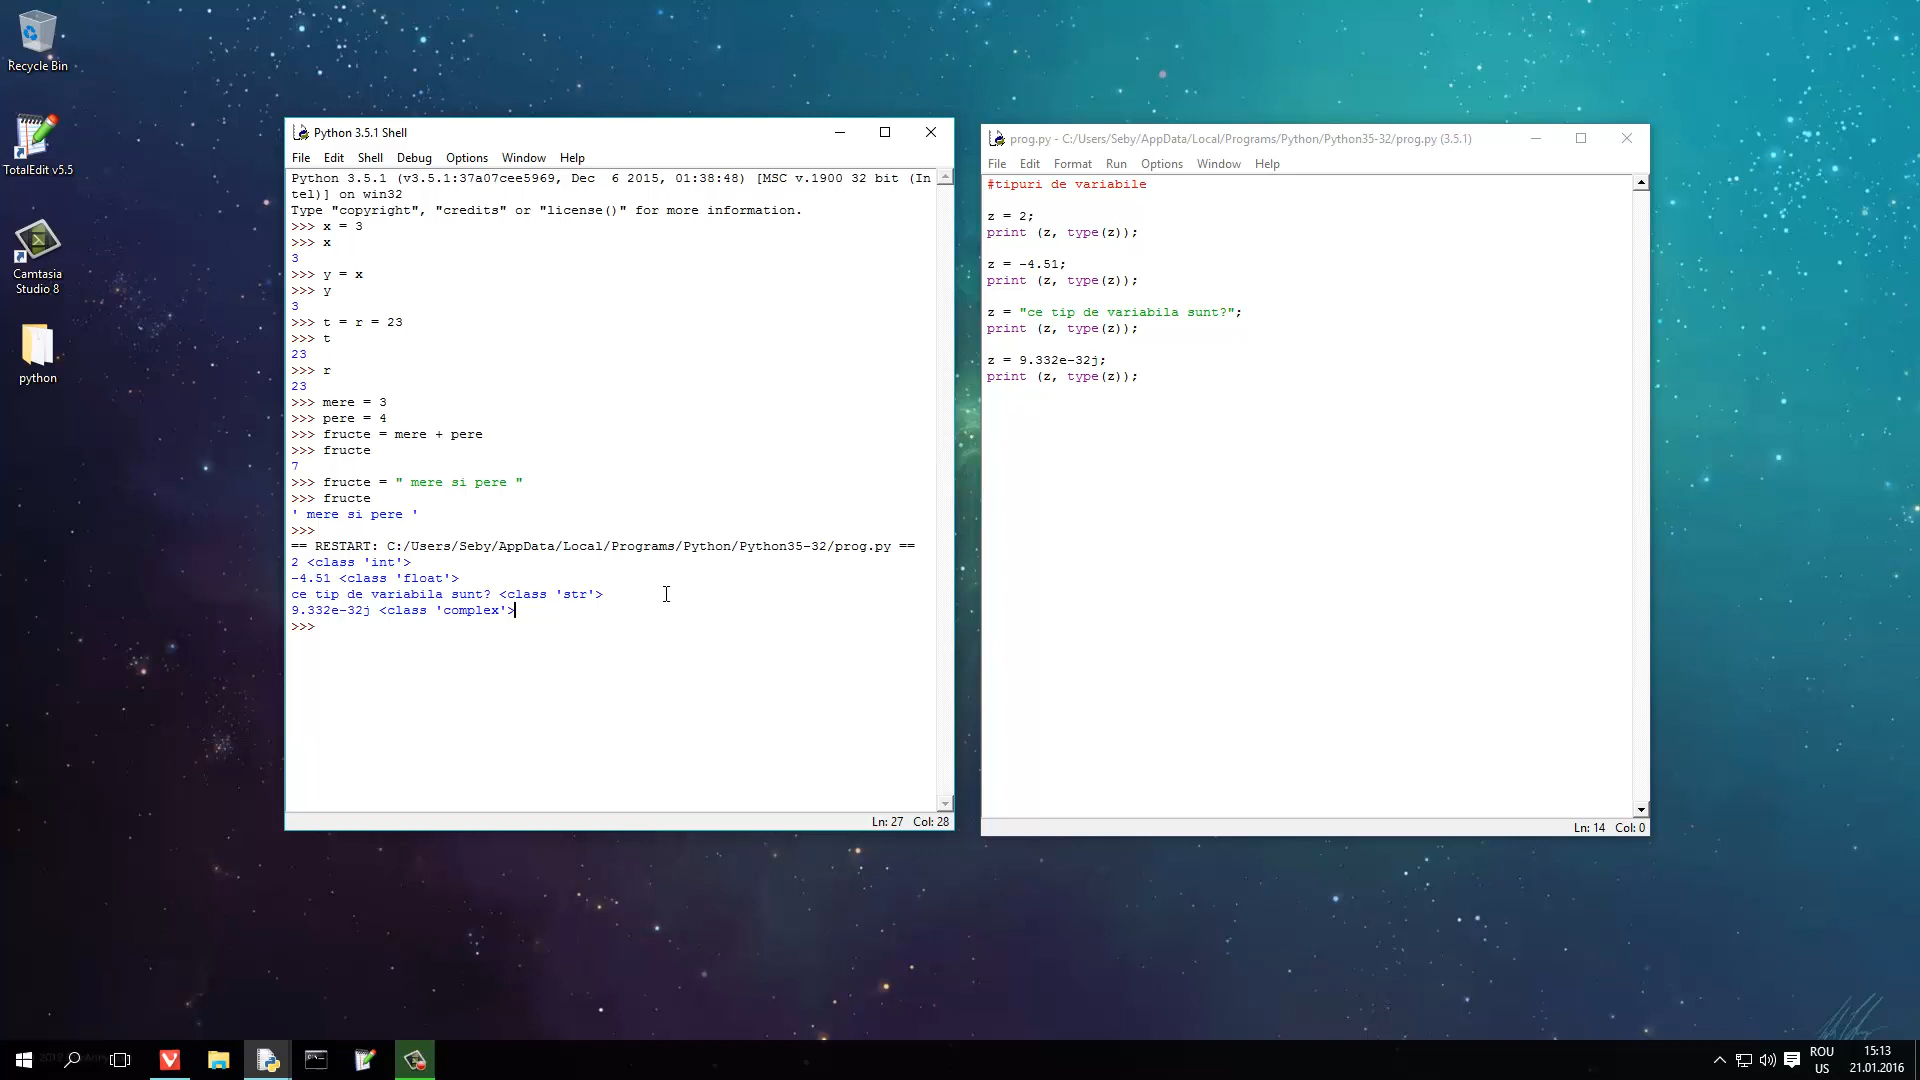 Recycle Bin
TotalEdit v5.5
Camtasia
Studio 8
python
Python 3.5.1 Shell
File Edit Shell Debug Options Window Help
Python 3.5.1 (v3.5.1:37a07cee5969, Dec  6 2015, 01:38:48) [MSC v.1900 32 bit (In
tel)] on win32
Type "copyright", "credits" or "license()" for more information.
>>> x = 3
>>> x
3
>>> y = x
>>> y
3
>>> t = r = 23
>>> t
23
>>> r
23
>>> mere = 3
>>> pere = 4
>>> fructe = mere + pere
>>> fructe
7
>>> fructe = " mere si pere "
>>> fructe
' mere si pere '
>>>
== RESTART: C:/Users/Seby/AppData/Local/Programs/Python/Python35-32/prog.py ==
2 <class 'int'>
-4.51 <class 'float'>
ce tip de variabila sunt? <class 'str'>
9.332e-32j <class 'complex'>
>>>
Ln: 27 Col: 28
prog.py - C:/Users/Seby/AppData/Local/Programs/Python/Python35-32/prog.py (3.5.1)
File Edit Format Run Options Window Help
#tipuri de variabile
z = 2;
print (z, type(z));
z = -4.51;
print (z, type(z));
z = "ce tip de variabila sunt?";
print (z, type(z));
z = 9.332e-32j;
print (z, type(z));
Ln: 14 Col: 0
ROU
US
15:13
21.01.2016